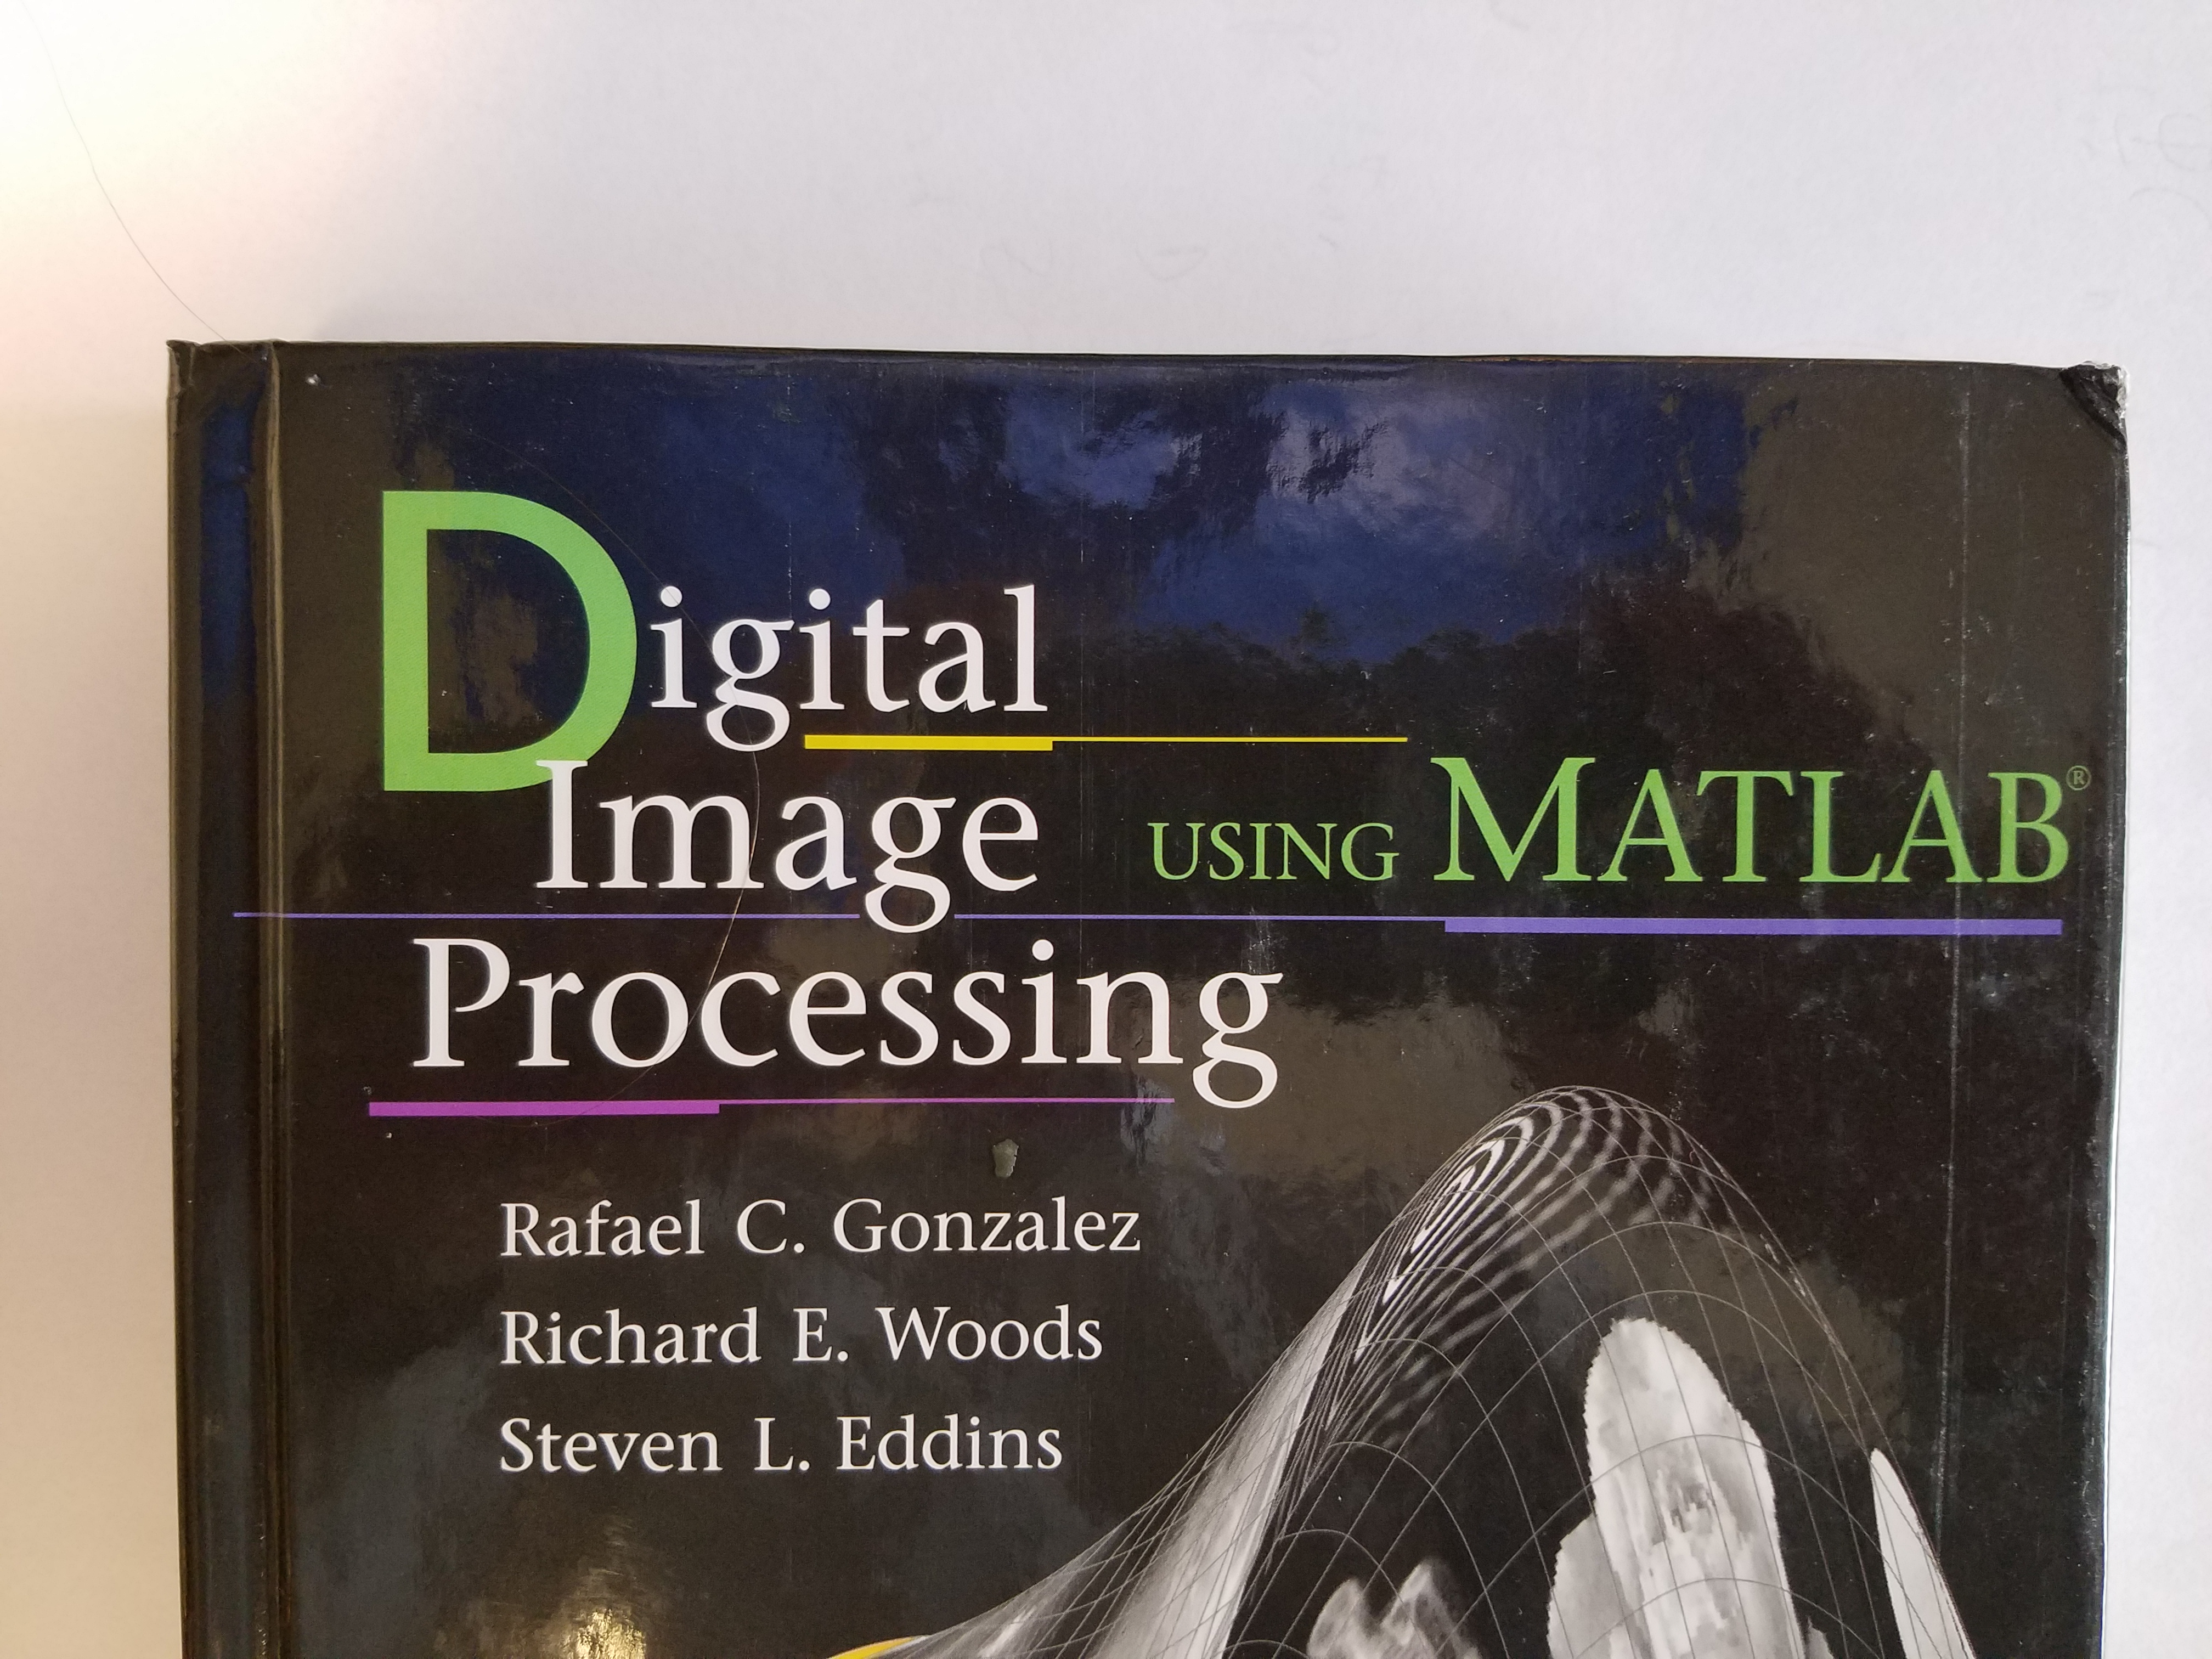 Digital
Image USING MATLAB®
Processing
Rafael C. Gonzalez
Richard E. Woods
Steven L. Eddins